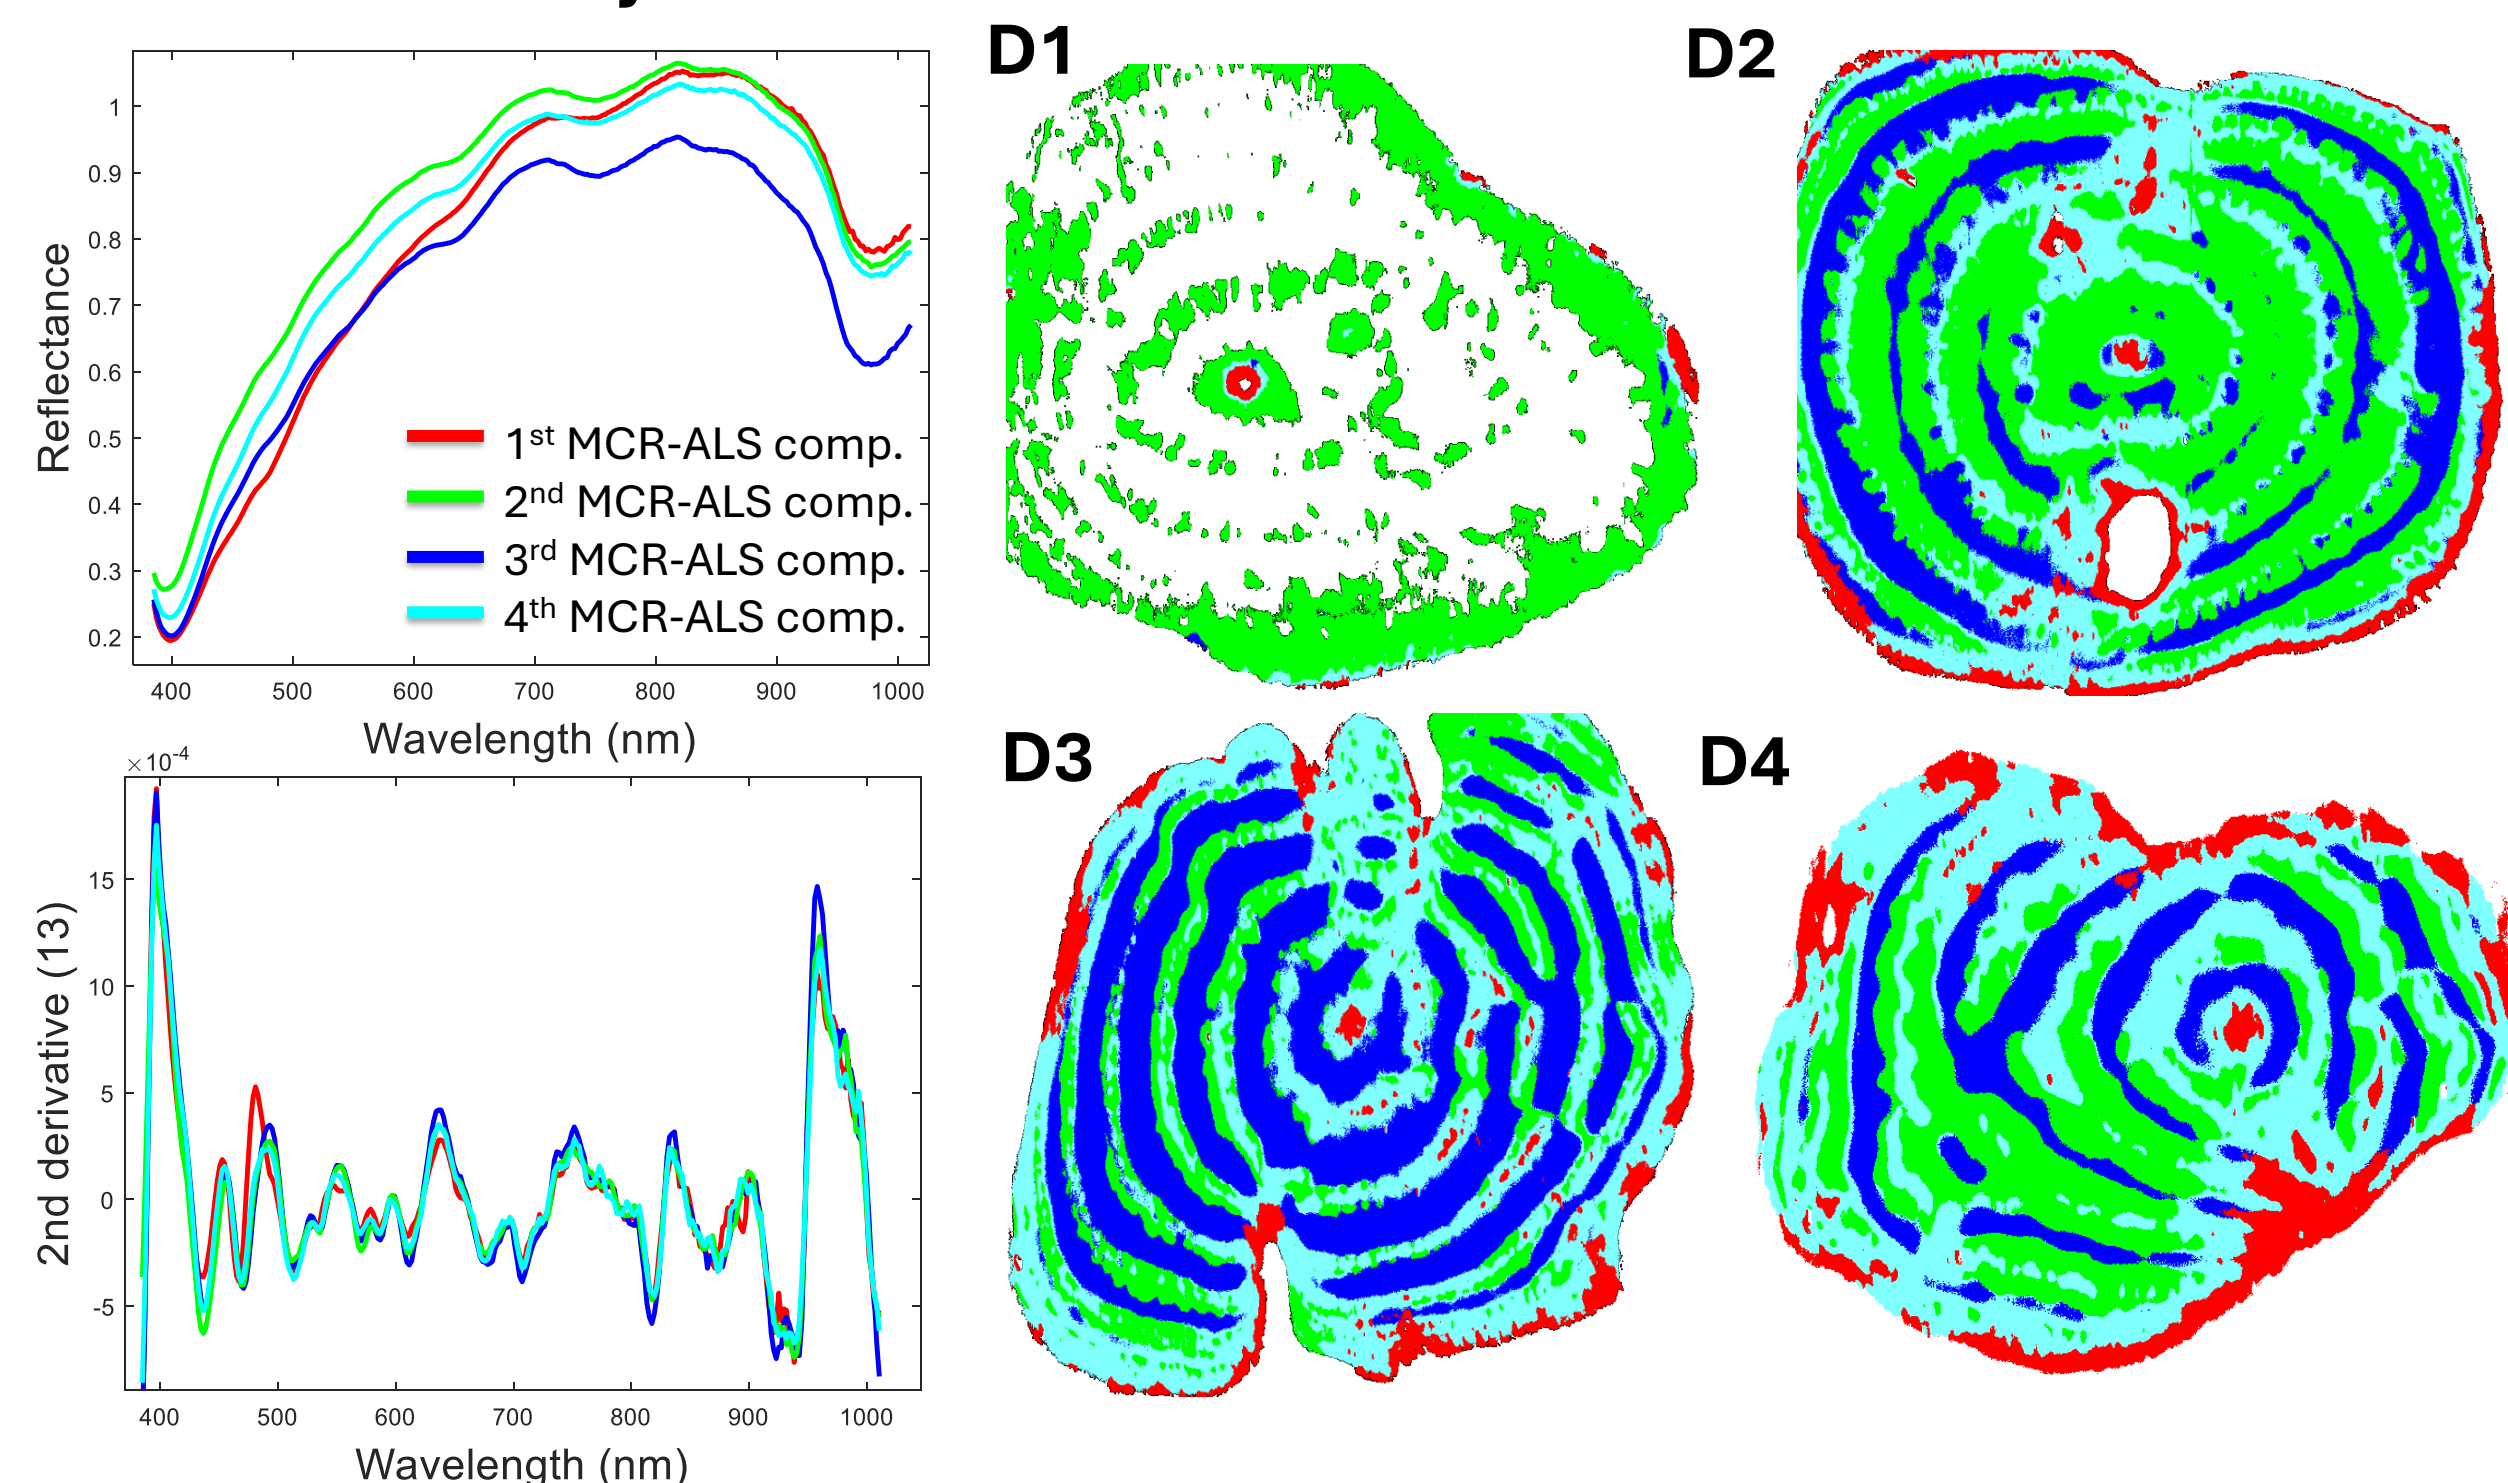 D1
D2
1
0.9
0.8
0.7
0.6
0.5
0.4
0.3
0.2
Reflectance
1st MCR-ALS comp.
2nd MCR-ALS comp.
3rd MCR-ALS comp.
4th MCR-ALS comp.
400 500 600 700 800 900 1000
Wavelength (nm)
D3
D4
×10-4
15
10
5
0
-5
2nd derivative (13)
400 500 600 700 800 900 1000
Wavelength (nm)